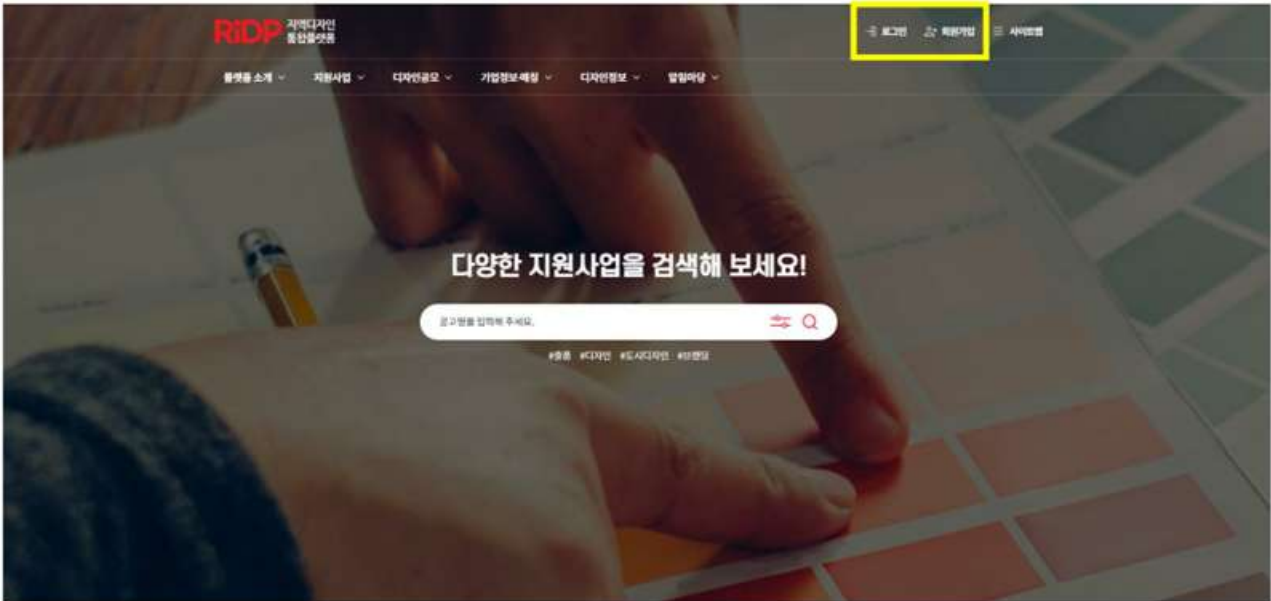 RiDP 지역디자인
통합플랫폼
로그인 회원가입 사이트맵
플랫폼 소개 지원사업 디자인공모 기업정보·매칭 디자인정보 알림마당
다양한 지원사업을 검색해 보세요!
공고명을 입력해 주세요.
#출품 #디자인 #도시디자인 #브랜딩